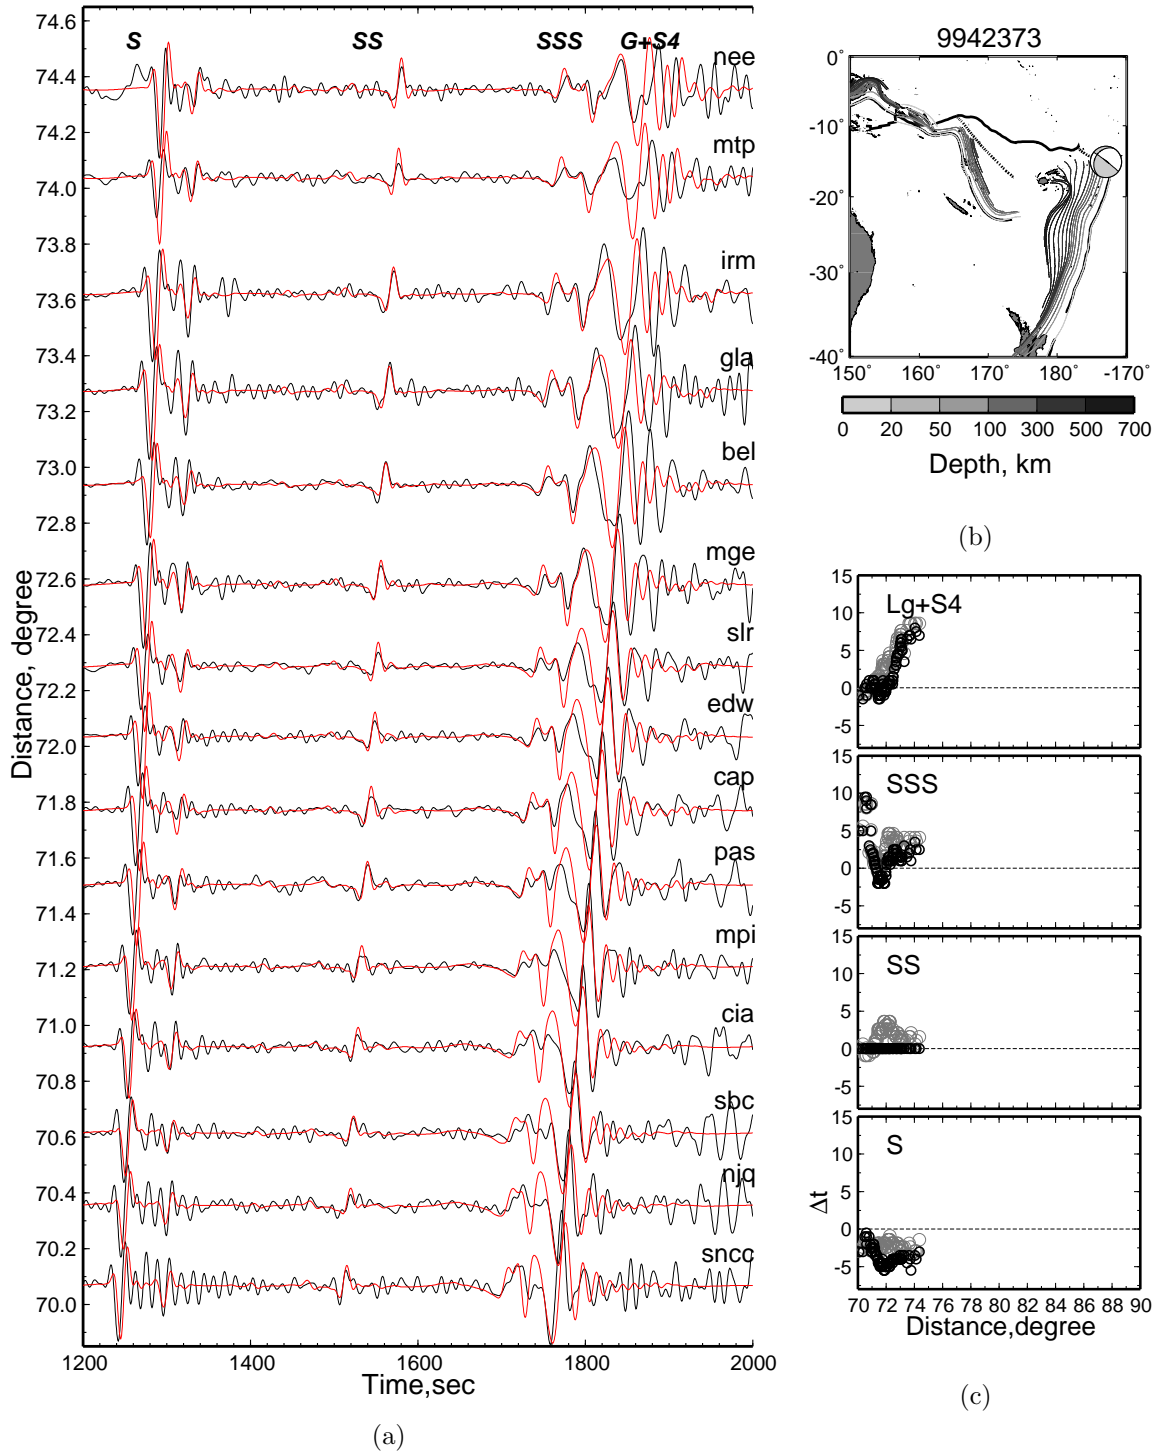 S SS SSS G+S4
nee
mtp
irm
gla
bel
mge
slr
edw
cap
pas
mpi
cia
sbc
njq
sncc
74.6
74.4
74.2
74.0
73.8
73.6
73.4
73.2
73.0
72.8
72.6
72.4
72.2
72.0
71.8
71.6
71.4
71.2
71.0
70.8
70.6
70.4
70.2
70.0
Distance, degree
1200 1400 1600 1800 2000
Time,sec
(a)
9942373
0°
-10°
-20°
-30°
-40°
150° 160° 170° 180° -170°
0 20 50 100 300 500 700
Depth, km
(b)
15
10
5
0
-5
Lg+S4
15
10
5
0
-5
SSS
15
10
5
0
-5
SS
15
10
5
0
-5
S
Δt
70 72 74 76 78 80 82 84 86 88 90
Distance,degree
(c)